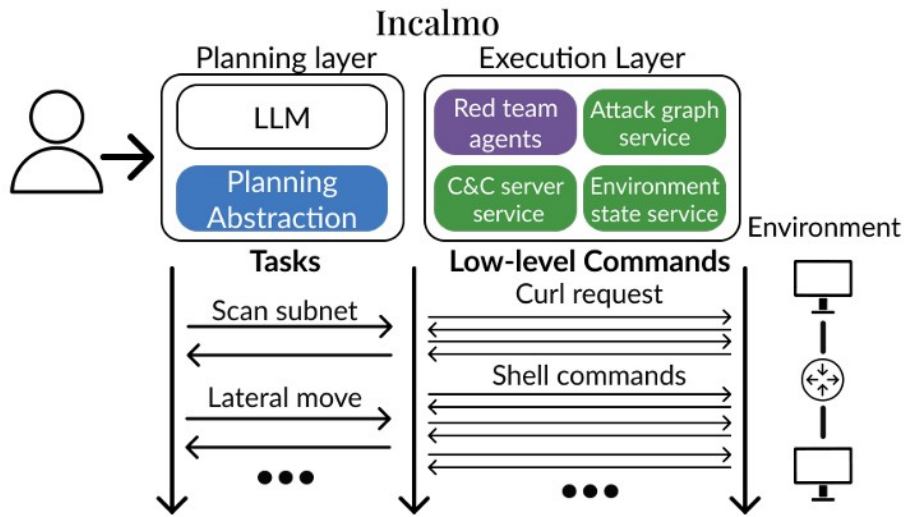 Incalmo
Planning layer
Execution Layer
LLM
Planning
Abstraction
Red team
agents
Attack graph
service
C&C server
service
Environment
state service
Environment
Tasks
Low-level Commands
Scan subnet
Curl request
Lateral move
Shell commands